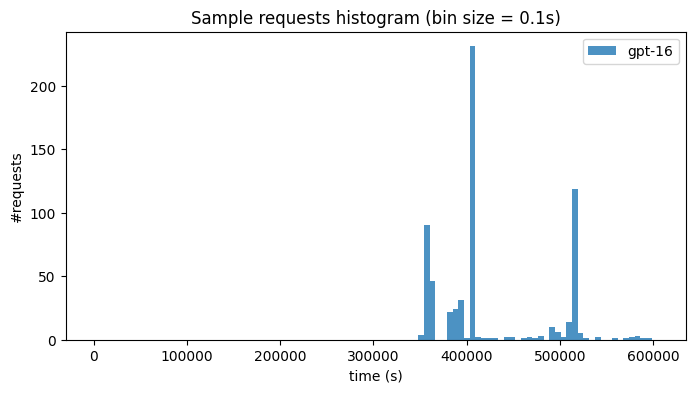 Sample requests histogram (bin size = 0.1s)
gpt-16
#requests
200
150
100
50
0
0 100000 200000 300000 400000 500000 600000
time (s)